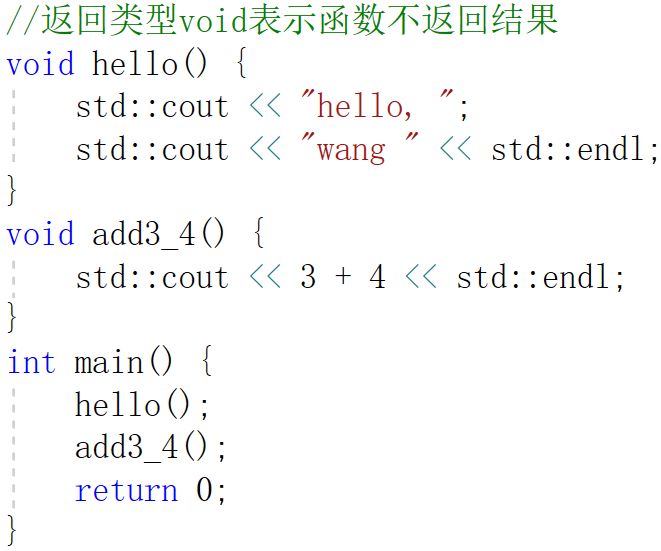 //返回类型void表示函数不返回结果
void hello() {
    std::cout << "hello, ";
    std::cout << "wang " << std::endl;
}
void add3_4() {
    std::cout << 3 + 4 << std::endl;
}
int main() {
    hello();
    add3_4();
    return 0;
}